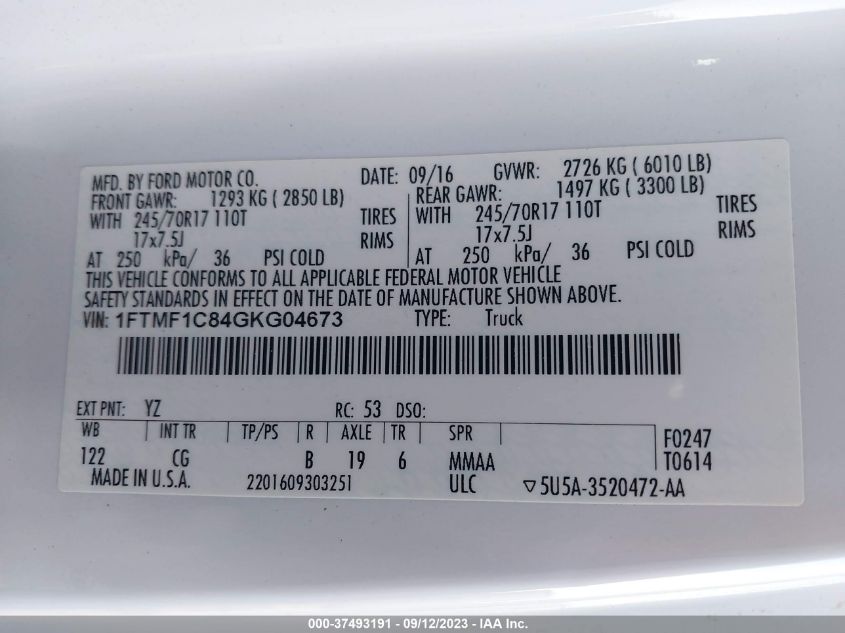 MFD. BY FORD MOTOR CO. DATE: 09/16 GVWR: 2726 KG ( 6010 LB)
FRONT GAWR: 1293 KG ( 2850 LB) REAR GAWR: 1497 KG ( 3300 LB)
WITH 245/70R17 110T TIRES WITH 245/70R17 110T TIRES
17x7.5J RIMS 17x7.5J RIMS
AT 250 kPa/ 36 PSI COLD AT 250 kPa/ 36 PSI COLD
THIS VEHICLE CONFORMS TO ALL APPLICABLE FEDERAL MOTOR VEHICLE
SAFETY STANDARDS IN EFFECT ON THE DATE OF MANUFACTURE SHOWN ABOVE.
VIN: 1FTMF1C84GKG04673 TYPE: Truck
EXT PNT: YZ RC: 53 DSO:
WB INT TR TP/PS R AXLE TR SPR F0247
122 CG B 19 6 MMAA T0614
MADE IN U.S.A. 2201609303251 ULC ▽5U5A-3520472-AA
000-37493191 - 09/12/2023 - IAA Inc.